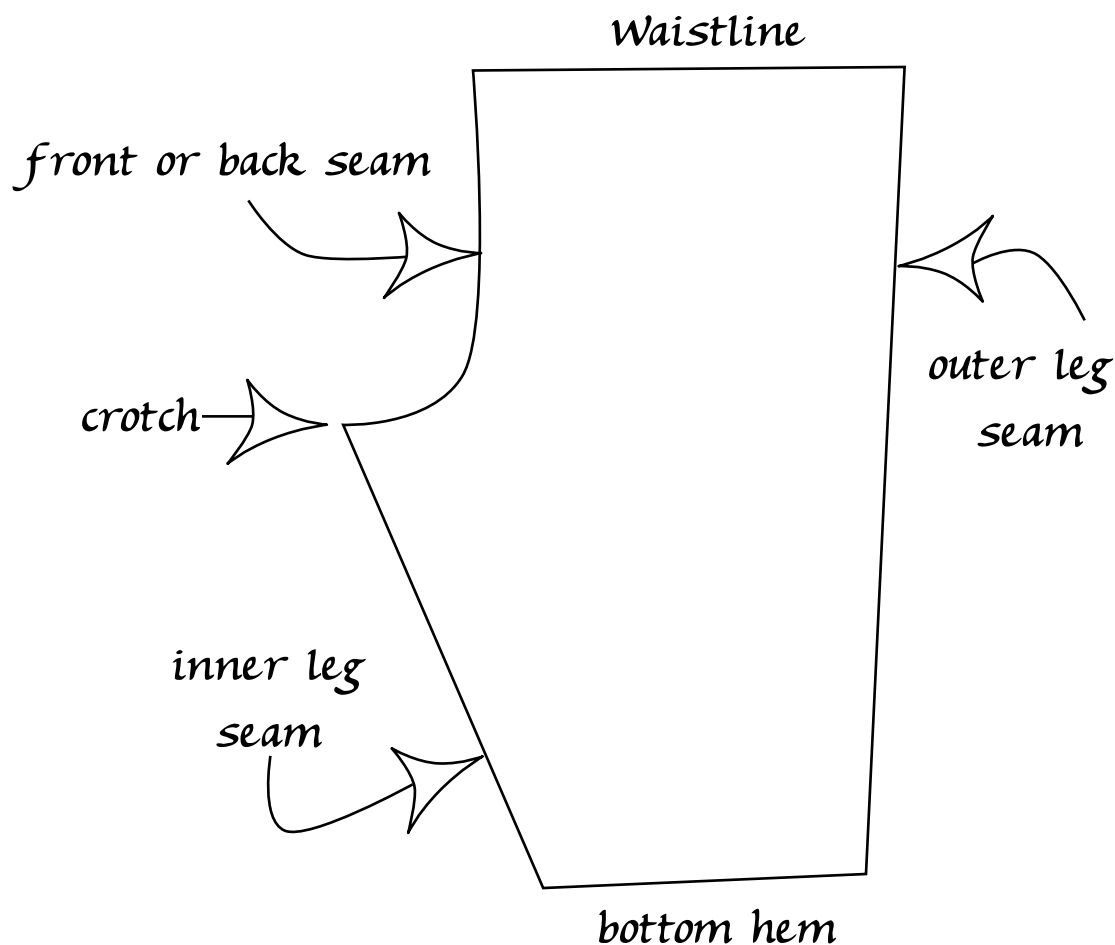 Waistline
front or back seam
outer leg
seam
crotch
inner leg
seam
bottom hem